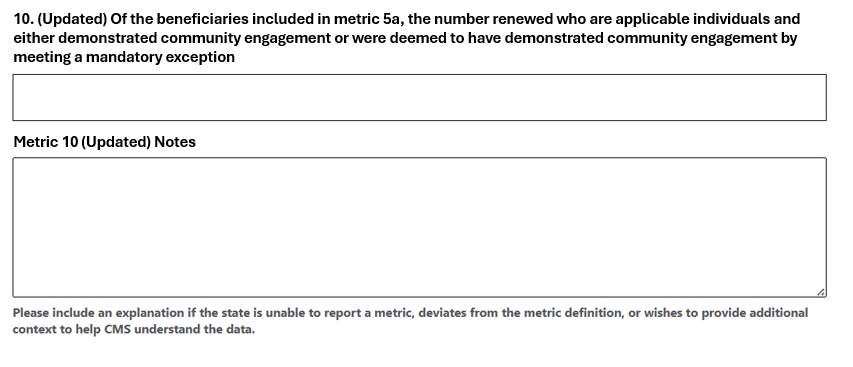 10. (Updated) Of the beneficiaries included in metric 5a, the number renewed who are applicable individuals and
either demonstrated community engagement or were deemed to have demonstrated community engagement by
meeting a mandatory exception
Metric 10 (Updated) Notes
Please include an explanation if the state is unable to report a metric, deviates from the metric definition, or wishes to provide additional
context to help CMS understand the data.